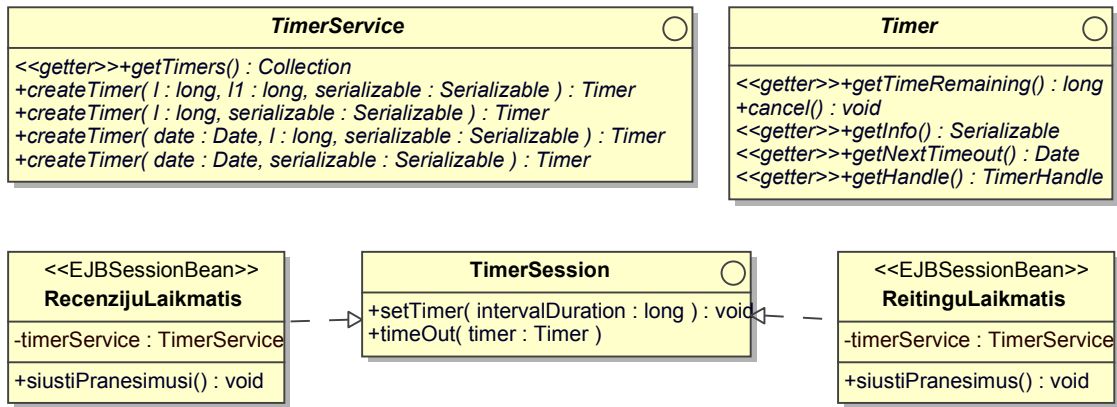 TimerService
<<getter>>+getTimers() : Collection
+createTimer( l : long, l1 : long, serializable : Serializable ) : Timer
+createTimer( l : long, serializable : Serializable ) : Timer
+createTimer( date : Date, l : long, serializable : Serializable ) : Timer
+createTimer( date : Date, serializable : Serializable ) : Timer
Timer
<<getter>>+getTimeRemaining() : long
+cancel() : void
<<getter>>+getInfo() : Serializable
<<getter>>+getNextTimeout() : Date
<<getter>>+getHandle() : TimerHandle
<<EJBSessionBean>>
RecenzijuLaikmatis
-timerService : TimerService
+siustiPranesimusi() : void
TimerSession
+setTimer( intervalDuration : long ) : void
+timeOut( timer : Timer )
<<EJBSessionBean>>
ReitinguLaikmatis
-timerService : TimerService
+siustiPranesimus() : void